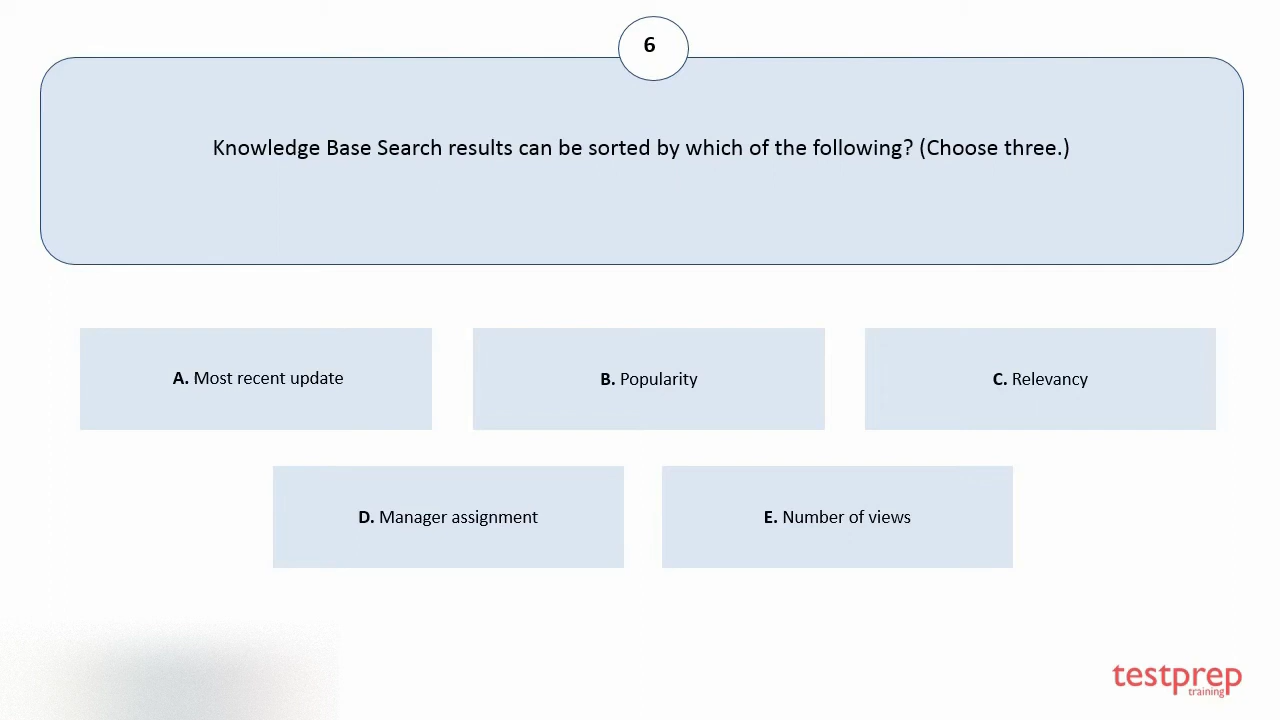 6
Knowledge Base Search results can be sorted by which of the following? (Choose three.)
A. Most recent update
B. Popularity
C. Relevancy
D. Manager assignment
E. Number of views
testprep
training